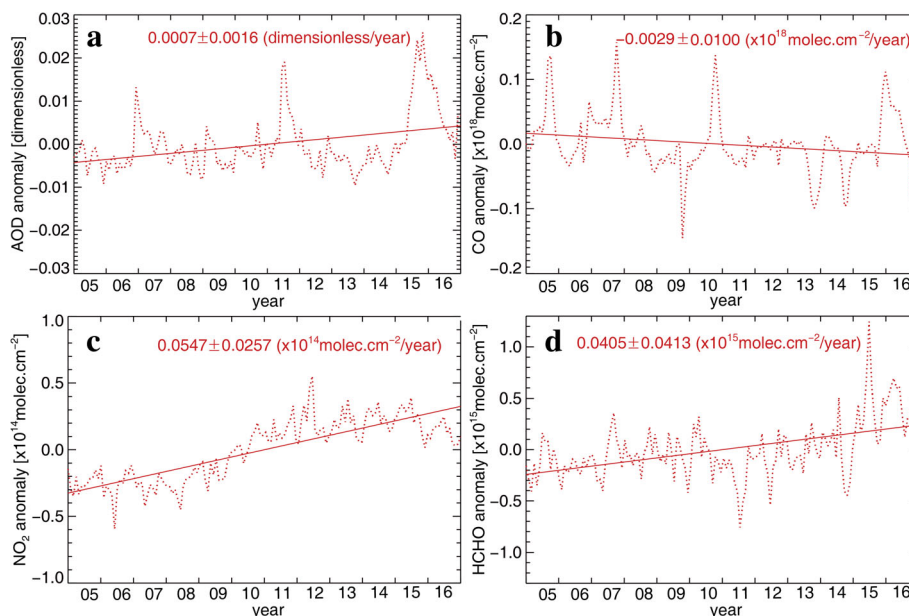 a
0.0007±0.0016 (dimensionless/year)
AOD anomaly [dimensionless]
0.03
0.02
0.01
0.00
−0.01
−0.02
−0.03
05 06 07 08 09 10 11 12 13 14 15 16
year
b
−0.0029±0.0100 (x10¹⁸molec.cm⁻²/year)
CO anomaly [x10¹⁸molec.cm⁻²]
0.2
0.1
−0.0
−0.1
−0.2
05 06 07 08 09 10 11 12 13 14 15 16
year
c
0.0547±0.0257 (x10¹⁴molec.cm⁻²/year)
NO₂ anomaly [x10¹⁴molec.cm⁻²]
1.0
0.5
0.0
−0.5
−1.0
05 06 07 08 09 10 11 12 13 14 15 16
year
d
0.0405±0.0413 (x10¹⁵molec.cm⁻²/year)
HCHO anomaly [x10¹⁵molec.cm⁻²]
1.0
0.5
0.0
−0.5
−1.0
05 06 07 08 09 10 11 12 13 14 15 16
year